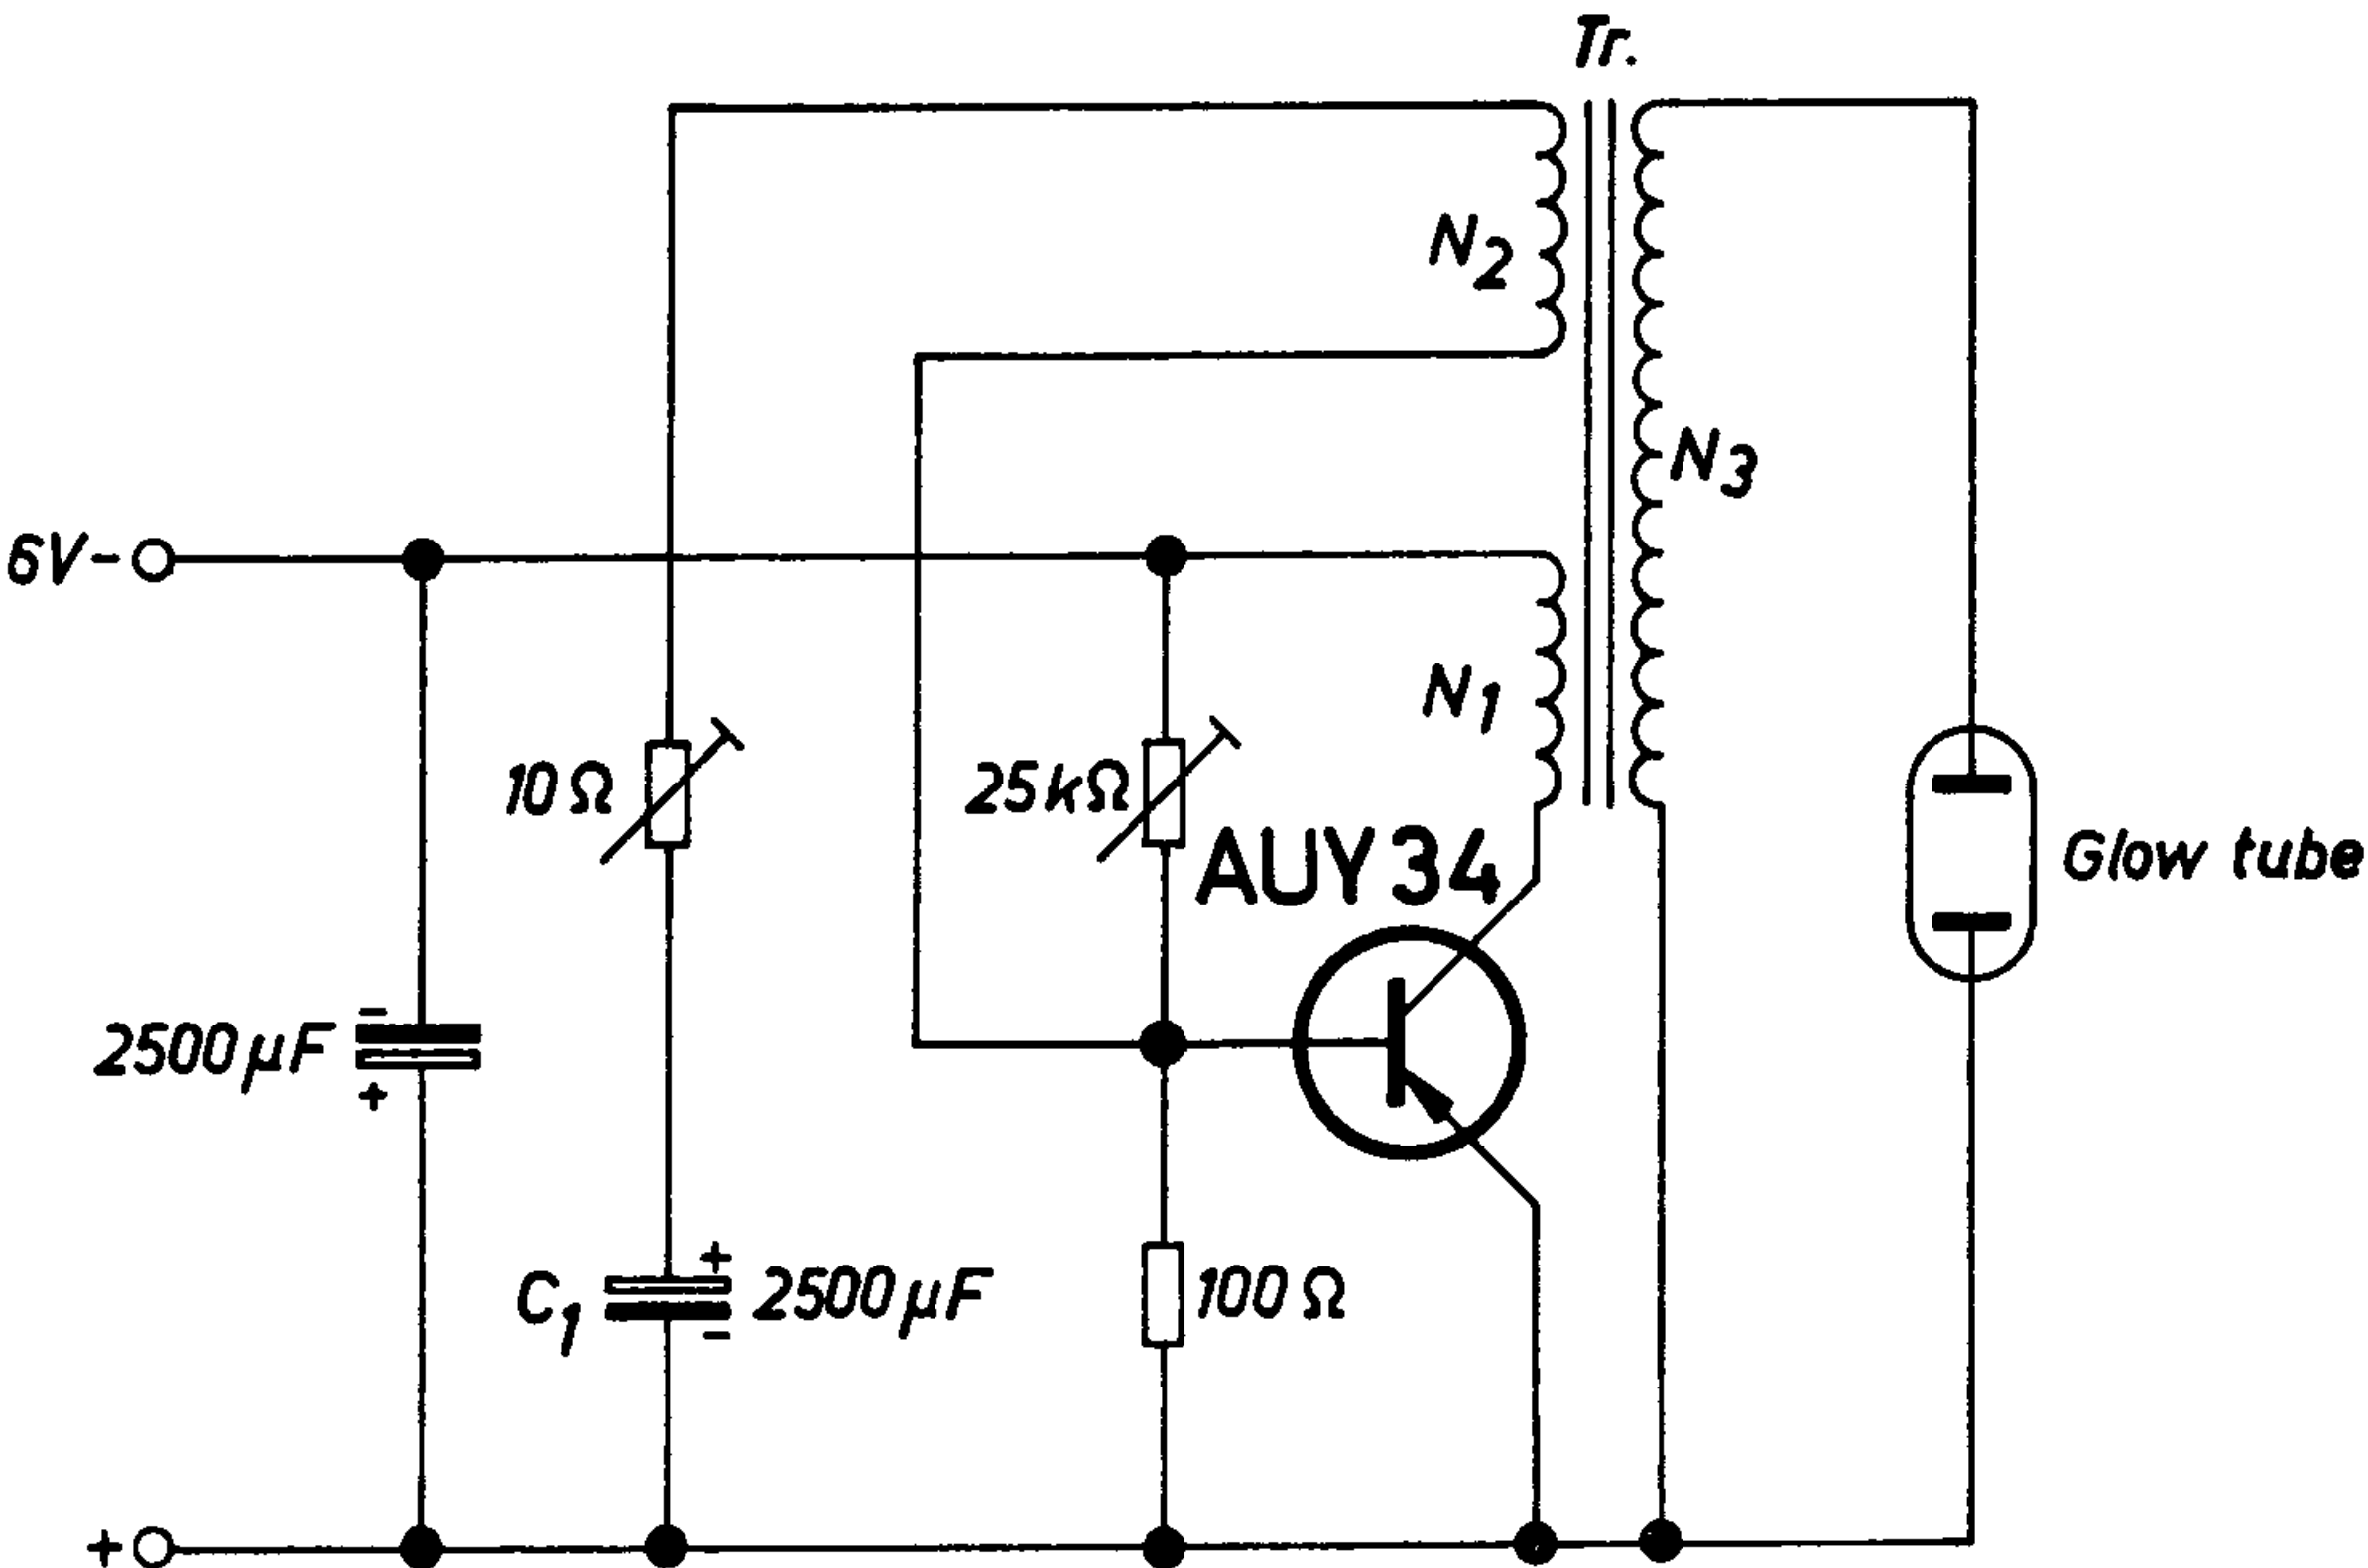 Tr.
N2
N3
6V-
N1
10 Ω
25 kΩ
AUY 34
Glow tube
-
2500 µF
+
+
C1
2500 µF
-
100 Ω
+